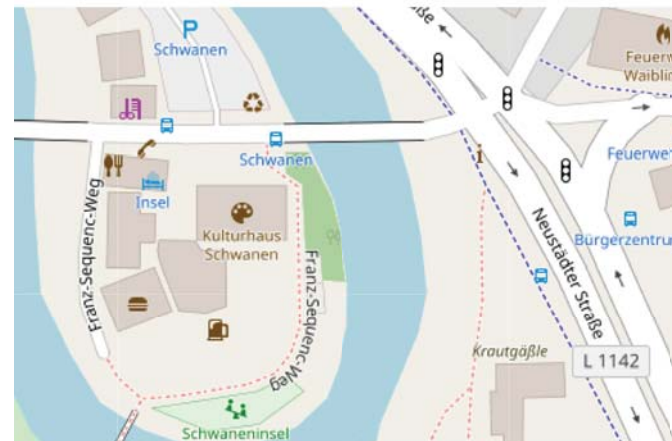 P
Schwanen
Feuerw
Waiblin
Schwanen
Feuerwe
Insel
Franz-Sequenc-Weg
Kulturhaus
Schwanen
Franz-Sequenc-Weg
Neustädter Straße
Bürgerzentru
Krautgäßle
L 1142
Schwaneninsel